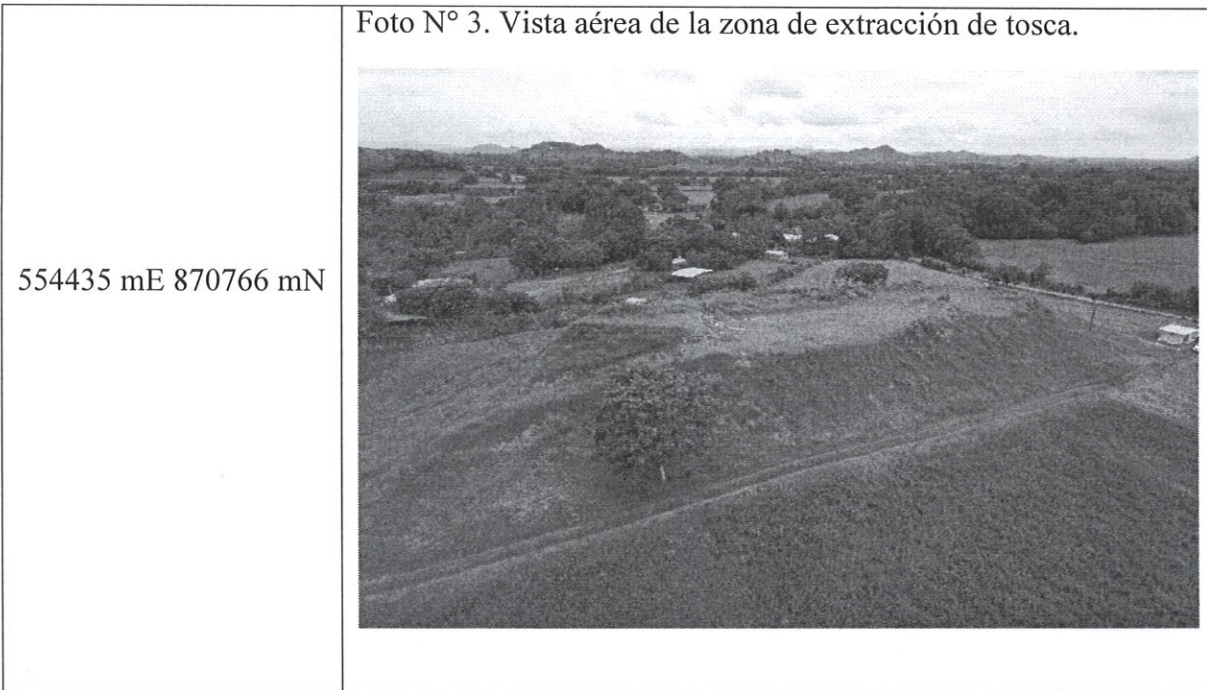 Foto N° 3. Vista aérea de la zona de extracción de tosca.
554435 mE 870766 mN